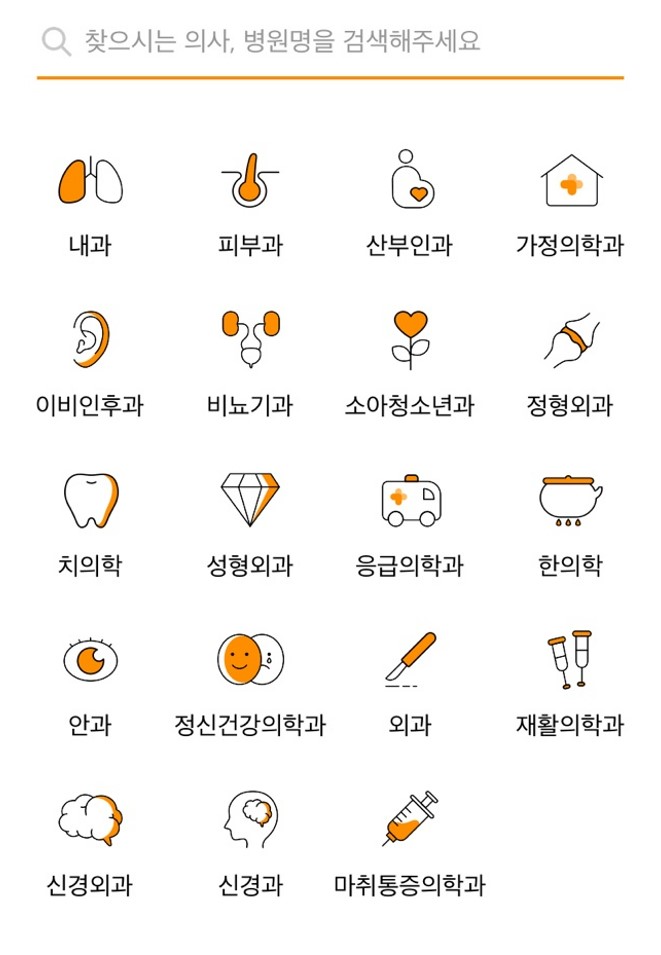 찾으시는 의사, 병원명을 검색해주세요
내과 피부과 산부인과 가정의학과
이비인후과 비뇨기과 소아청소년과 정형외과
치의학 성형외과 응급의학과 한의학
안과 정신건강의학과 외과 재활의학과
신경외과 신경과 마취통증의학과